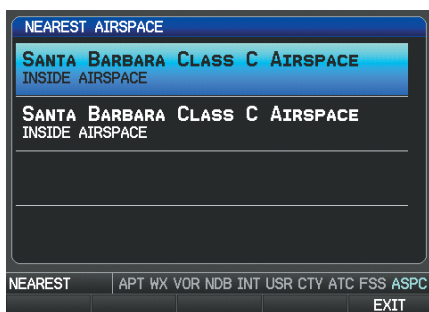 NEAREST AIRSPACE
SANTA BARBARA CLASS C AIRSPACE
INSIDE AIRSPACE
SANTA BARBARA CLASS C AIRSPACE
INSIDE AIRSPACE
NEAREST APT WX VOR NDB INT USR CTY ATC FSS ASPC
EXIT